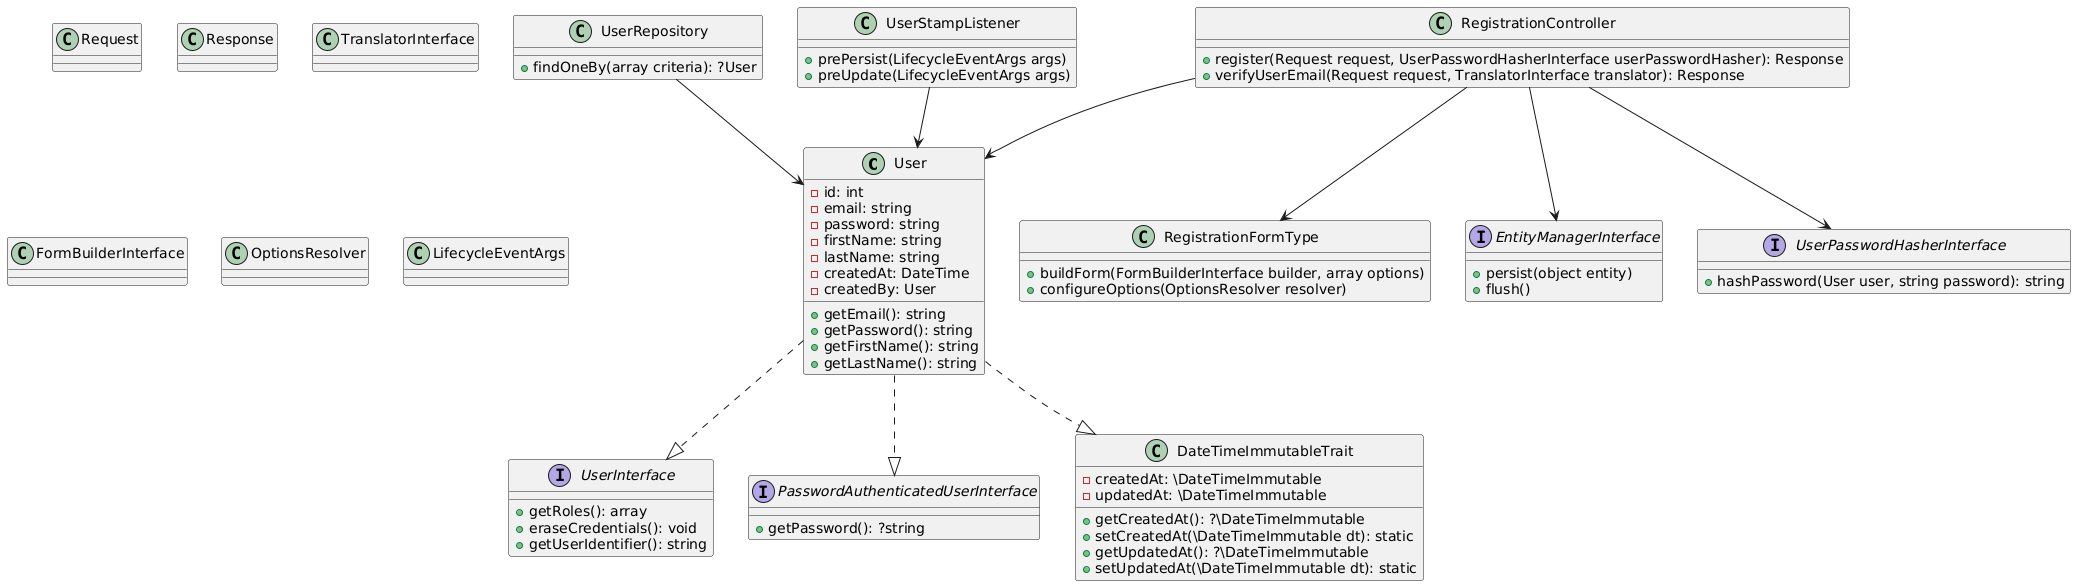 C Request
C Response
C TranslatorInterface
C UserRepository
findOneBy(array criteria): ?User
C UserStampListener
prePersist(LifecycleEventArgs args)
preUpdate(LifecycleEventArgs args)
C RegistrationController
register(Request request, UserPasswordHasherInterface userPasswordHasher): Response
verifyUserEmail(Request request, TranslatorInterface translator): Response
C FormBuilderInterface
C OptionsResolver
C LifecycleEventArgs
C User
id: int
email: string
password: string
firstName: string
lastName: string
createdAt: DateTime
createdBy: User
getEmail(): string
getPassword(): string
getFirstName(): string
getLastName(): string
C RegistrationFormType
buildForm(FormBuilderInterface builder, array options)
configureOptions(OptionsResolver resolver)
I EntityManagerInterface
persist(object entity)
flush()
I UserPasswordHasherInterface
hashPassword(User user, string password): string
I UserInterface
getRoles(): array
eraseCredentials(): void
getUserIdentifier(): string
I PasswordAuthenticatedUserInterface
getPassword(): ?string
C DateTimeImmutableTrait
createdAt: \DateTimeImmutable
updatedAt: \DateTimeImmutable
getCreatedAt(): ?\DateTimeImmutable
setCreatedAt(\DateTimeImmutable dt): static
getUpdatedAt(): ?\DateTimeImmutable
setUpdatedAt(\DateTimeImmutable dt): static